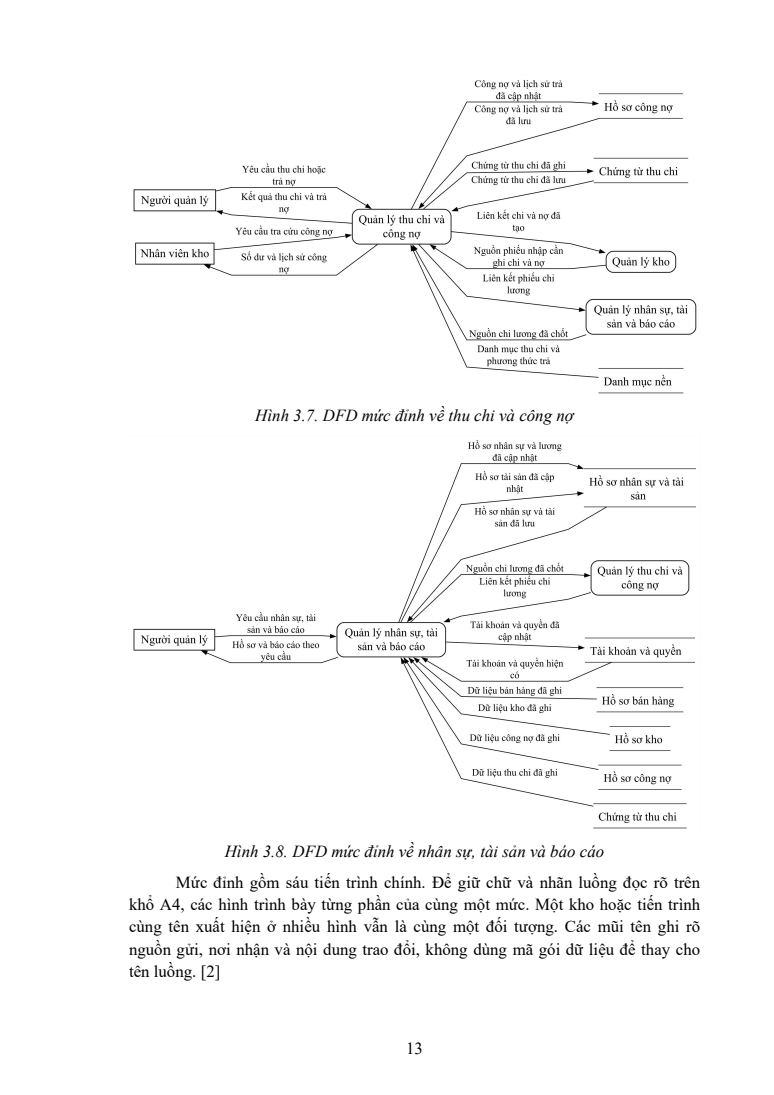 Công nợ và lịch sử trả
đã cập nhật
Hồ sơ công nợ
Công nợ và lịch sử trả
đã lưu
Chứng từ thu chi đã ghi
Chứng từ thu chi
Chứng từ thu chi đã lưu
Yêu cầu thu chi hoặc
trả nợ
Người quản lý
Kết quả thu chi và trả
nợ
Quản lý thu chi và
công nợ
Liên kết chi và nợ đã
tạo
Yêu cầu tra cứu công nợ
Nhân viên kho
Số dư và lịch sử công
nợ
Nguồn phiếu nhập cần
ghi chi và nợ
Quản lý kho
Liên kết phiếu chi
lương
Quản lý nhân sự, tài
sản và báo cáo
Nguồn chi lương đã chốt
Danh mục thu chi và
phương thức trả
Danh mục nền
Hình 3.7. DFD mức đỉnh về thu chi và công nợ
Hồ sơ nhân sự và lương
đã cập nhật
Hồ sơ tài sản đã cập
nhật
Hồ sơ nhân sự và tài
sản
Hồ sơ nhân sự và tài
sản đã lưu
Nguồn chi lương đã chốt
Quản lý thu chi và
công nợ
Liên kết phiếu chi
lương
Yêu cầu nhân sự, tài
sản và báo cáo
Người quản lý
Hồ sơ và báo cáo theo
yêu cầu
Quản lý nhân sự, tài
sản và báo cáo
Tài khoản và quyền đã
cập nhật
Tài khoản và quyền
Tài khoản và quyền hiện
có
Dữ liệu bán hàng đã ghi
Hồ sơ bán hàng
Dữ liệu kho đã ghi
Hồ sơ kho
Dữ liệu công nợ đã ghi
Hồ sơ công nợ
Dữ liệu thu chi đã ghi
Chứng từ thu chi
Hình 3.8. DFD mức đỉnh về nhân sự, tài sản và báo cáo
Mức đỉnh gồm sáu tiến trình chính. Để giữ chữ và nhãn luồng đọc rõ trên
khổ A4, các hình trình bày từng phần của cùng một mức. Một kho hoặc tiến trình
cùng tên xuất hiện ở nhiều hình vẫn là cùng một đối tượng. Các mũi tên ghi rõ
nguồn gửi, nơi nhận và nội dung trao đổi, không dùng mã gói dữ liệu để thay cho
tên luồng. [2]
13